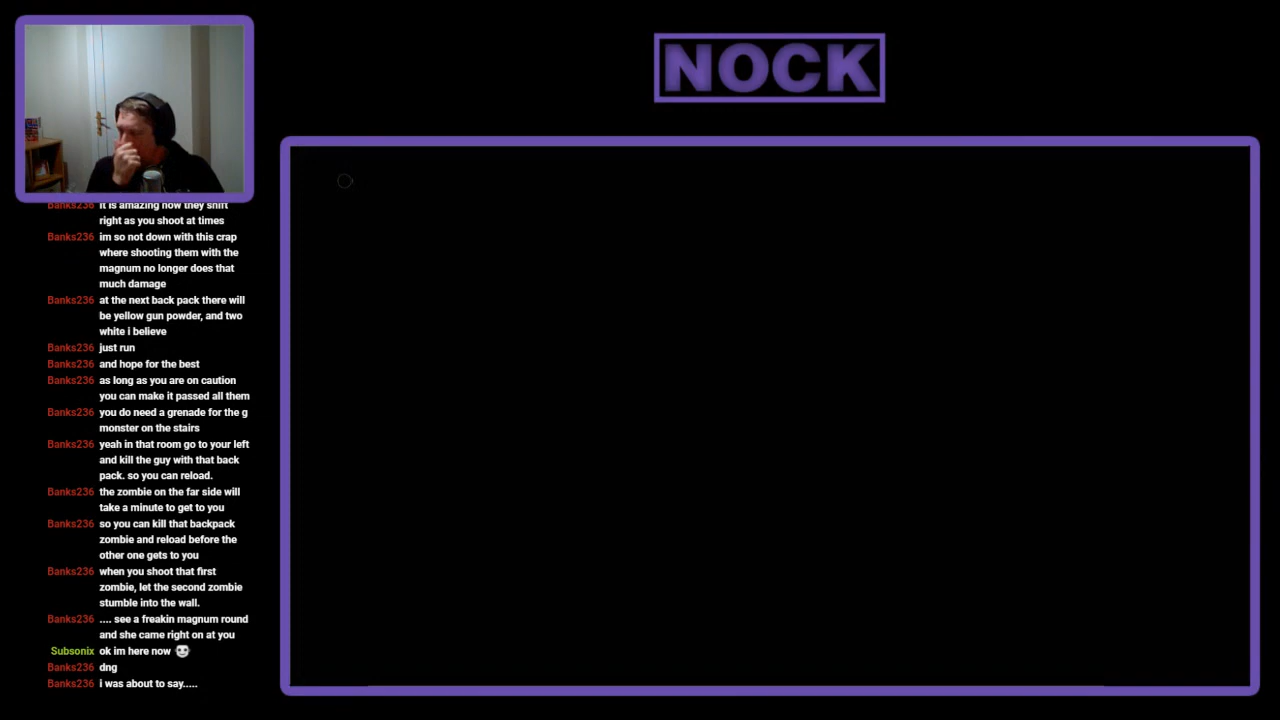 NOCK
Banks236 it is amazing how they shift
right as you shoot at times
Banks236 im so not down with this crap
where shooting them with the
magnum no longer does that
much damage
Banks236 at the next back pack there will
be yellow gun powder, and two
white i believe
Banks236 just run
Banks236 and hope for the best
Banks236 as long as you are on caution
you can make it passed all them
Banks236 you do need a grenade for the g
monster on the stairs
Banks236 yeah in that room go to your left
and kill the guy with that back
pack. so you can reload.
Banks236 the zombie on the far side will
take a minute to get to you
Banks236 so you can kill that backpack
zombie and reload before the
other one gets to you
Banks236 when you shoot that first
zombie, let the second zombie
stumble into the wall.
Banks236 .... see a freakin magnum round
and she came right on at you
Subsonix ok im here now
Banks236 dng
Banks236 i was about to say.....